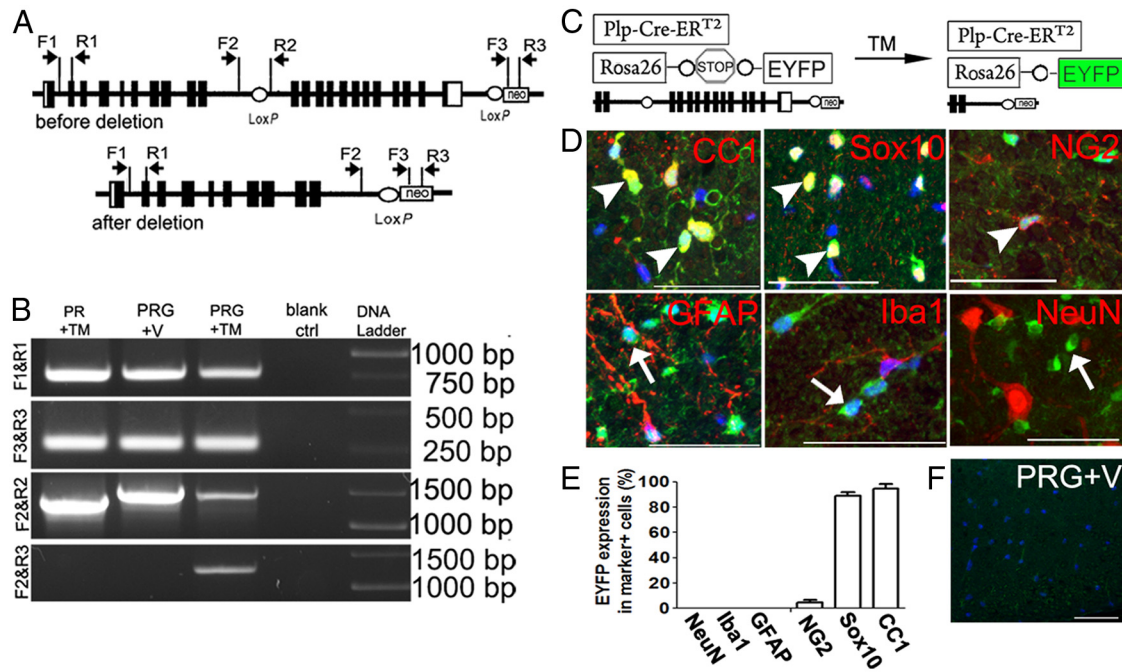 A
F1
R1
F2
R2
F3
R3
neo
before deletion
LoxP
LoxP
F1
R1
F2
F3
R3
neo
LoxP
after deletion
B
PR +TM
PRG +V
PRG +TM
blank ctrl
DNA Ladder
F1&R1
1000 bp
750 bp
F3&R3
500 bp
250 bp
F2&R2
1500 bp
1000 bp
F2&R3
1500 bp
1000 bp
C
Plp-Cre-ERT2
Rosa26
STOP
EYFP
neo
TM
Plp-Cre-ERT2
Rosa26
EYFP
neo
D
CC1
Sox10
NG2
GFAP
Iba1
NeuN
E
EYFP expression
in marker+ cells (%)
100
80
60
40
20
0
NeuN
Iba1
GFAP
NG2
Sox10
CC1
F
PRG+V